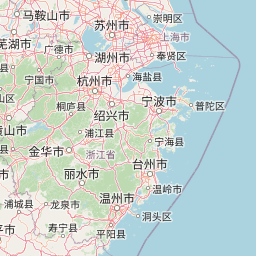 马鞍山市
苏州市
崇明区
上海市
芜湖市
广德市
湖州市
奉贤区
宁国市
杭州市
海盐县
桐庐县
绍兴市
宁波市
普陀区
黄山市
浦江县
金华市
浙江省
宁海县
台州市
丽水市
温岭市
浦城县
龙泉市
温州市
洞头区
寿宁县
平阳县